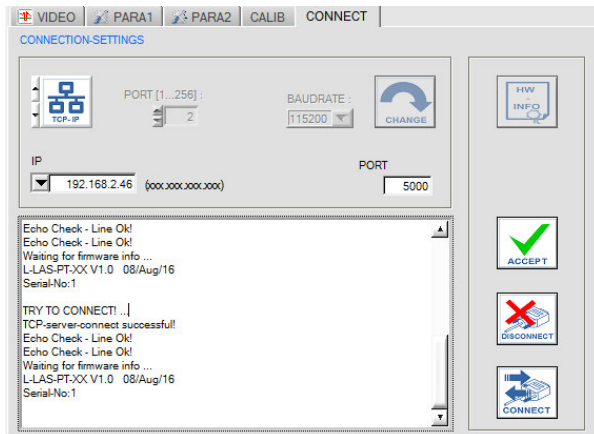 VIDEO PARA1 PARA2 CALIB CONNECT
CONNECTION-SETTINGS
TCP-IP
PORT [1...256] :
2
BAUDRATE :
115200
CHANGE
HW
-
INFO
IP
192.168.2.46 (xxx.xxx.xxx.xxx)
PORT
5000
Echo Check - Line Ok!
Echo Check - Line Ok!
Waiting for firmware info ...
L-LAS-PT-XX V1.0 08/Aug/16
Serial-No:1
TRY TO CONNECT! ...
TCP-server-connect successful!
Echo Check - Line Ok!
Echo Check - Line Ok!
Waiting for firmware info ...
L-LAS-PT-XX V1.0 08/Aug/16
Serial-No:1
ACCEPT
DISCONNECT
CONNECT